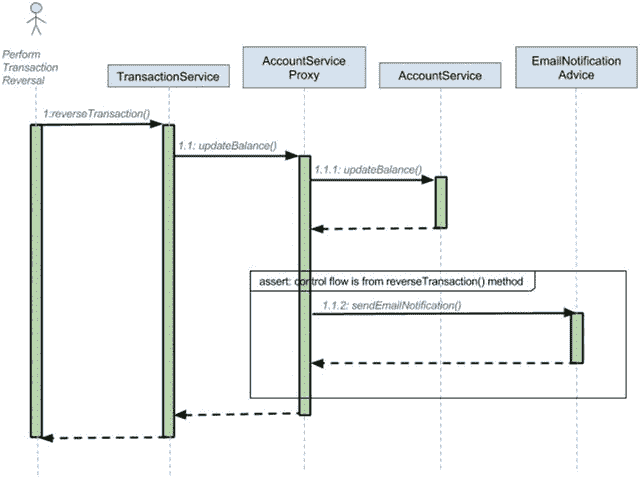 Perform
Transaction
Reversal
TransactionService
AccountService
Proxy
AccountService
EmailNotification
Advice
1:reverseTransaction()
1.1: updateBalance()
1.1.1: updateBalance()
assert: control flow is from reverseTransaction() method
1.1.2: sendEmailNotification()